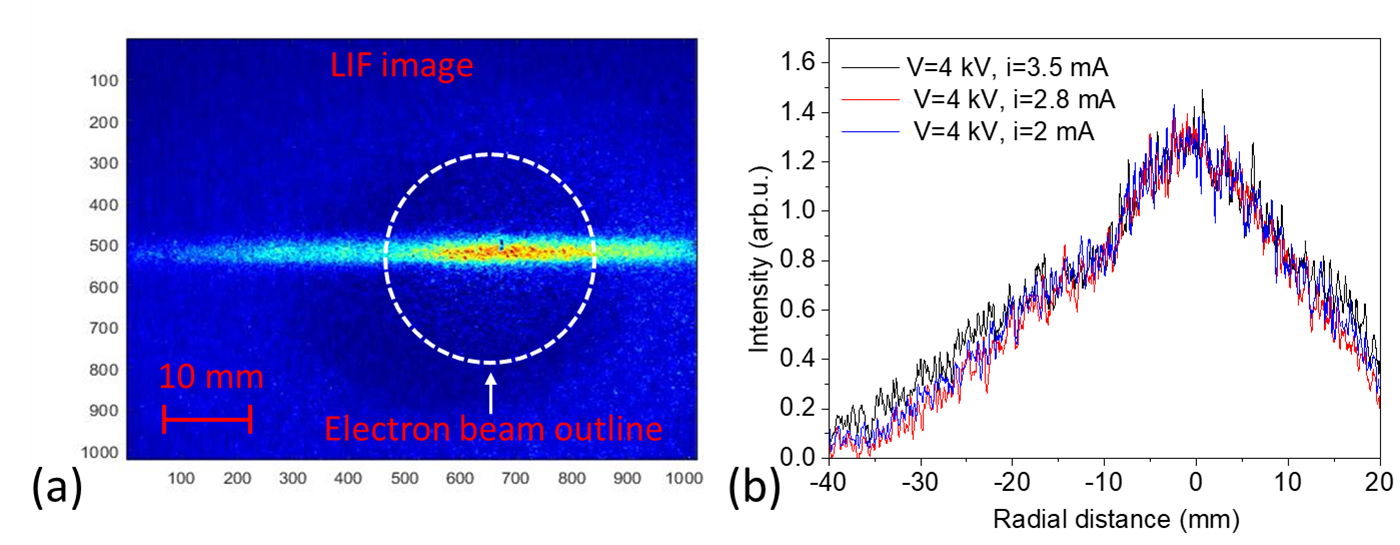 LIF image
100
200
300
400
500
600
700
800
900
1000
10 mm
Electron beam outline
100 200 300 400 500 600 700 800 900 1000
(a)
V=4 kV, i=3.5 mA
V=4 kV, i=2.8 mA
V=4 kV, i=2 mA
Intensity (arb.u.)
1.6
1.4
1.2
1.0
0.8
0.6
0.4
0.2
0.0
-40 -30 -20 -10 0 10 20
Radial distance (mm)
(b)